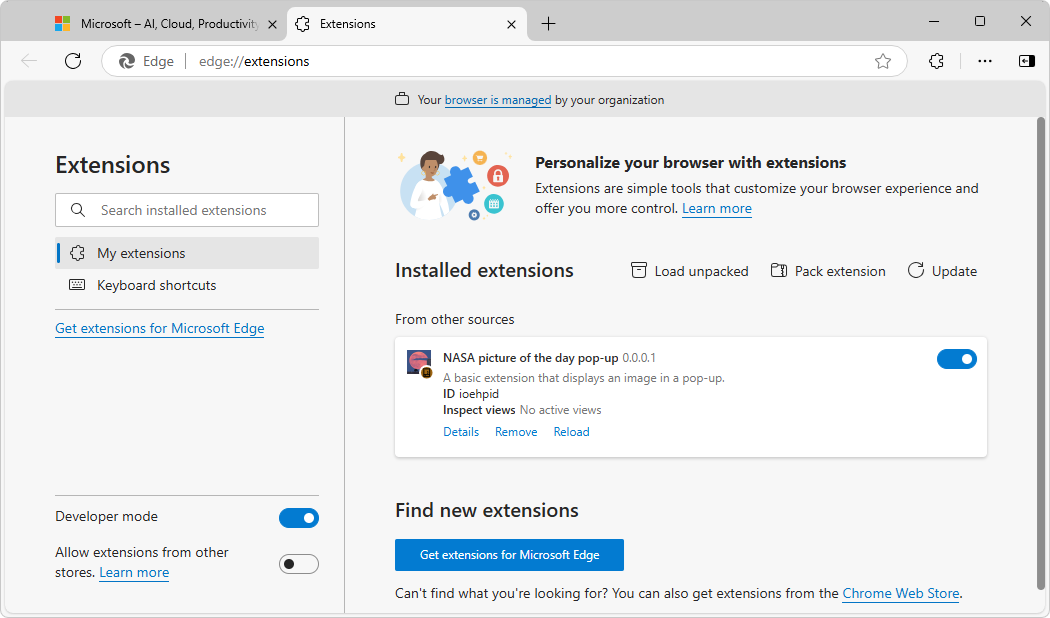 Microsoft – AI, Cloud, Productivity
Extensions
Edge
edge://extensions
Your browser is managed by your organization
Extensions
Search installed extensions
My extensions
Keyboard shortcuts
Get extensions for Microsoft Edge
Developer mode
Allow extensions from other
stores. Learn more
Personalize your browser with extensions
Extensions are simple tools that customize your browser experience and
offer you more control. Learn more
Installed extensions
Load unpacked
Pack extension
Update
From other sources
NASA picture of the day pop-up 0.0.0.1
A basic extension that displays an image in a pop-up.
ID ioehpid
Inspect views No active views
Details Remove Reload
Find new extensions
Get extensions for Microsoft Edge
Can't find what you're looking for? You can also get extensions from the Chrome Web Store.